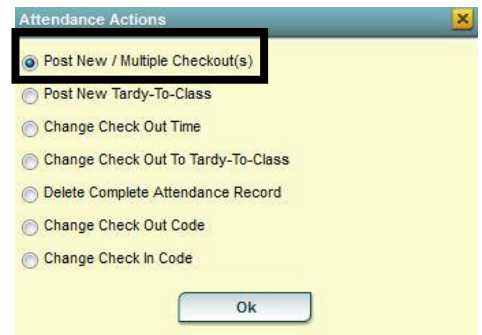 Attendance Actions
Post New / Multiple Checkout(s)
Post New Tardy-To-Class
Change Check Out Time
Change Check Out To Tardy-To-Class
Delete Complete Attendance Record
Change Check Out Code
Change Check In Code
Ok